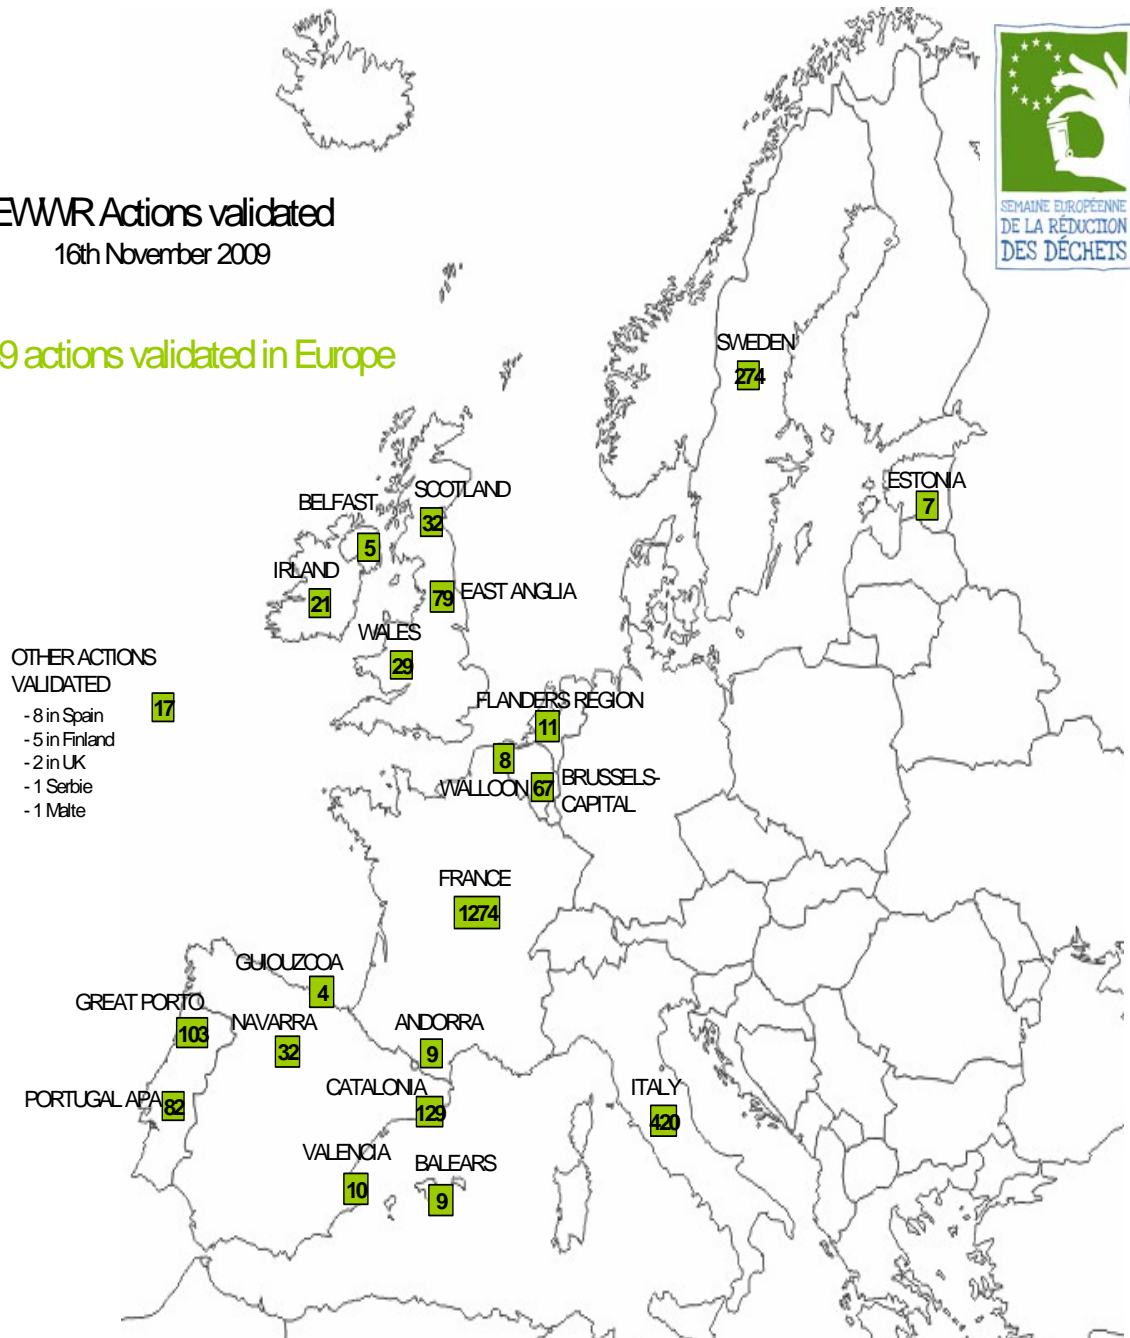 SEMAINE EUROPÉENNE
DE LA RÉDUCTION
DES DÉCHETS
EWWR Actions validated
16th November 2009
9 actions validated in Europe
SWEDEN
274
ESTONIA
7
BELFAST
5
SCOTLAND
32
IRLAND
21
79 EAST ANGLIA
WALES
29
OTHER ACTIONS
VALIDATED
17
- 8 in Spain
- 5 in Finland
- 2 in UK
- 1 Serbie
- 1 Malte
FLANDERS REGION
11
8
WALLOON
67
BRUSSELS-
CAPITAL
FRANCE
1274
GUIOUZCOA
4
GREAT PORTO
103
NAVARRA
32
ANDORRA
9
PORTUGAL APA 82
CATALONIA
129
ITALY
420
VALENCIA
10
BALEARS
9